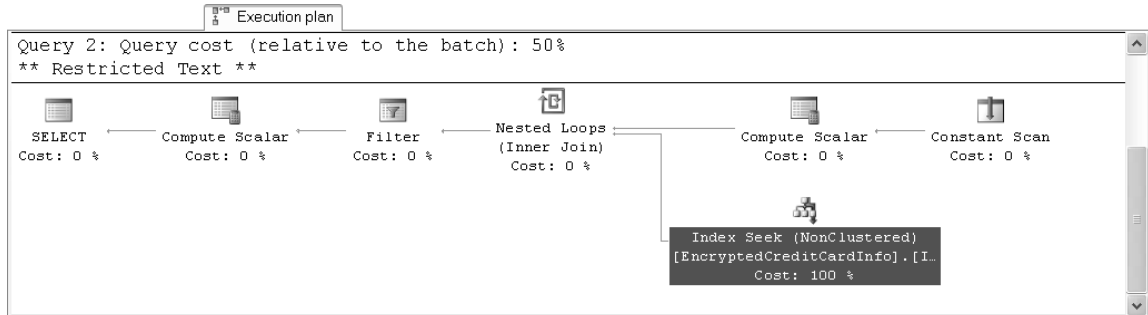 Execution plan
Query 2: Query cost (relative to the batch): 50%
** Restricted Text **
SELECT
Cost: 0 %
Compute Scalar
Cost: 0 %
Filter
Cost: 0 %
Nested Loops
(Inner Join)
Cost: 0 %
Compute Scalar
Cost: 0 %
Constant Scan
Cost: 0 %
Index Seek (NonClustered)
[EncryptedCreditCardInfo].[I…
Cost: 100 %